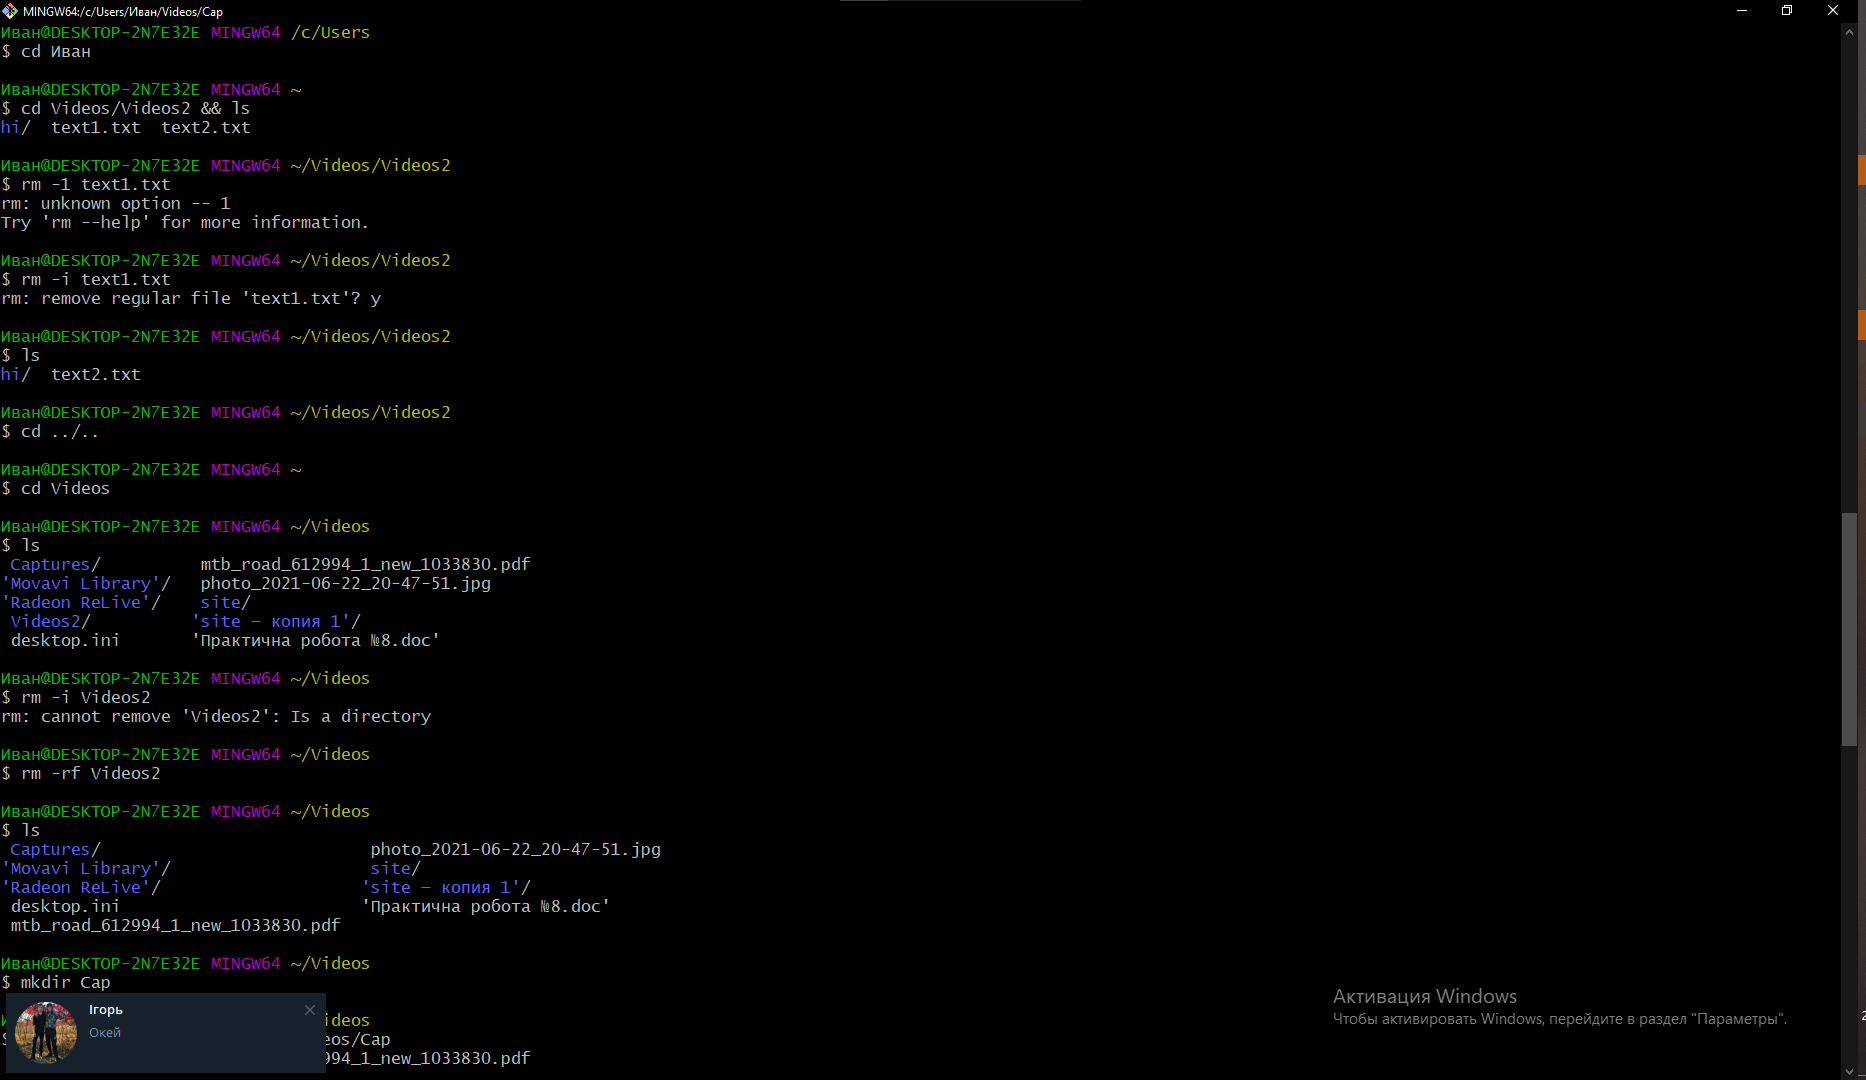 MINGW64:/c/Users/Иван/Videos/Cap
Иван@DESKTOP-2N7E32E MINGW64 /c/Users
$ cd Иван
Иван@DESKTOP-2N7E32E MINGW64 ~
$ cd Videos/Videos2 && ls
hi/  text1.txt  text2.txt
Иван@DESKTOP-2N7E32E MINGW64 ~/Videos/Videos2
$ rm -1 text1.txt
rm: unknown option -- 1
Try 'rm --help' for more information.
Иван@DESKTOP-2N7E32E MINGW64 ~/Videos/Videos2
$ rm -i text1.txt
rm: remove regular file 'text1.txt'? y
Иван@DESKTOP-2N7E32E MINGW64 ~/Videos/Videos2
$ ls
hi/  text2.txt
Иван@DESKTOP-2N7E32E MINGW64 ~/Videos/Videos2
$ cd ../..
Иван@DESKTOP-2N7E32E MINGW64 ~
$ cd Videos
Иван@DESKTOP-2N7E32E MINGW64 ~/Videos
$ ls
Captures/          mtb_road_612994_1_new_1033830.pdf
'Movavi Library'/   photo_2021-06-22_20-47-51.jpg
'Radeon ReLive'/    site/
Videos2/          'site — копия 1'/
desktop.ini       'Практична робота №8.doc'
Иван@DESKTOP-2N7E32E MINGW64 ~/Videos
$ rm -i Videos2
rm: cannot remove 'Videos2': Is a directory
Иван@DESKTOP-2N7E32E MINGW64 ~/Videos
$ rm -rf Videos2
Иван@DESKTOP-2N7E32E MINGW64 ~/Videos
$ ls
Captures/                           photo_2021-06-22_20-47-51.jpg
'Movavi Library'/                    site/
'Radeon ReLive'/                    'site — копия 1'/
desktop.ini                        'Практична робота №8.doc'
mtb_road_612994_1_new_1033830.pdf
Иван@DESKTOP-2N7E32E MINGW64 ~/Videos
$ mkdir Cap
Ігорь
Окей
ideos
eos/Cap
94_1_new_1033830.pdf
Активация Windows
Чтобы активировать Windows, перейдите в раздел "Параметры".